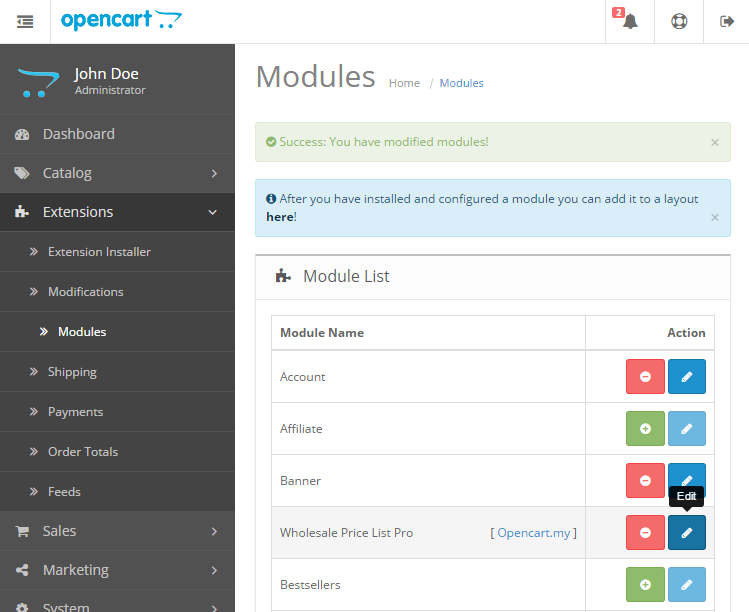 opencart
2
John Doe
Administrator
Dashboard
Catalog
Extensions
Extension Installer
Modifications
Modules
Shipping
Payments
Order Totals
Feeds
Sales
Marketing
System
Modules
Home / Modules
Success: You have modified modules!
×
After you have installed and configured a module you can add it to a layout
here!
×
Module List
Module Name Action
Account
Affiliate
Banner
Edit
Wholesale Price List Pro [ Opencart.my ]
Bestsellers